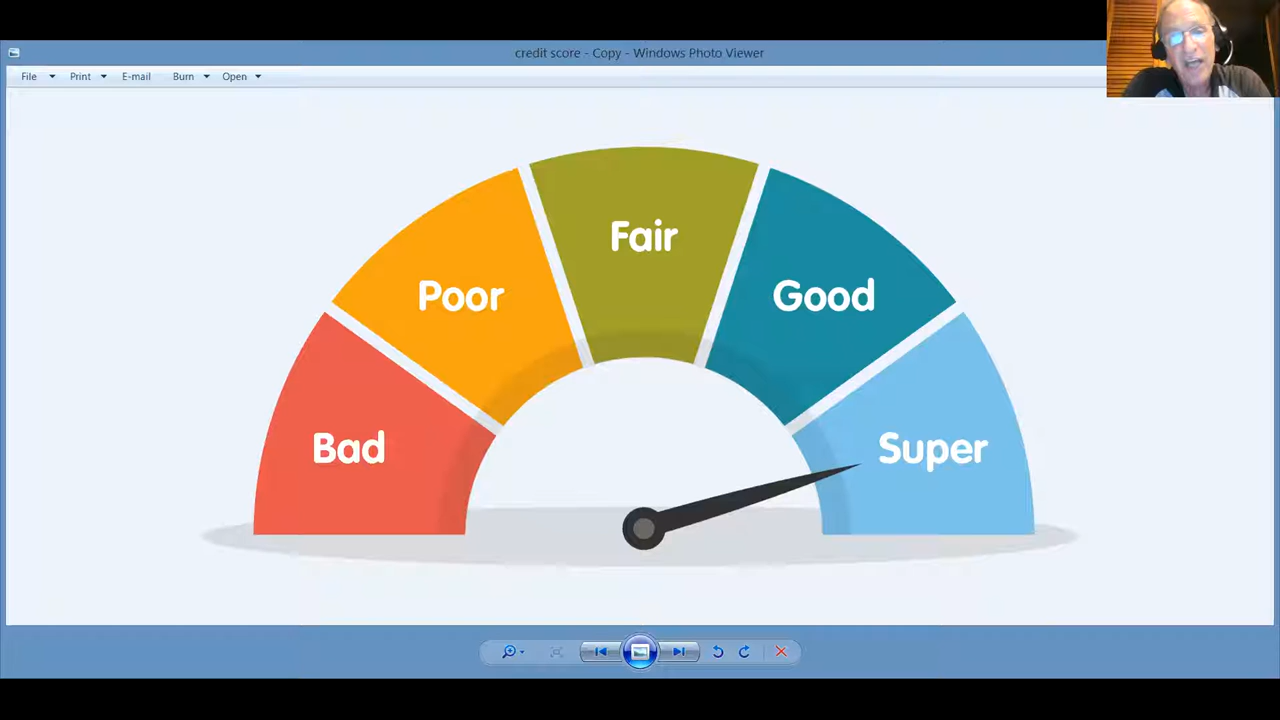 credit score - Copy - Windows Photo Viewer
File Print E-mail Burn Open
Fair
Poor
Good
Bad
Super